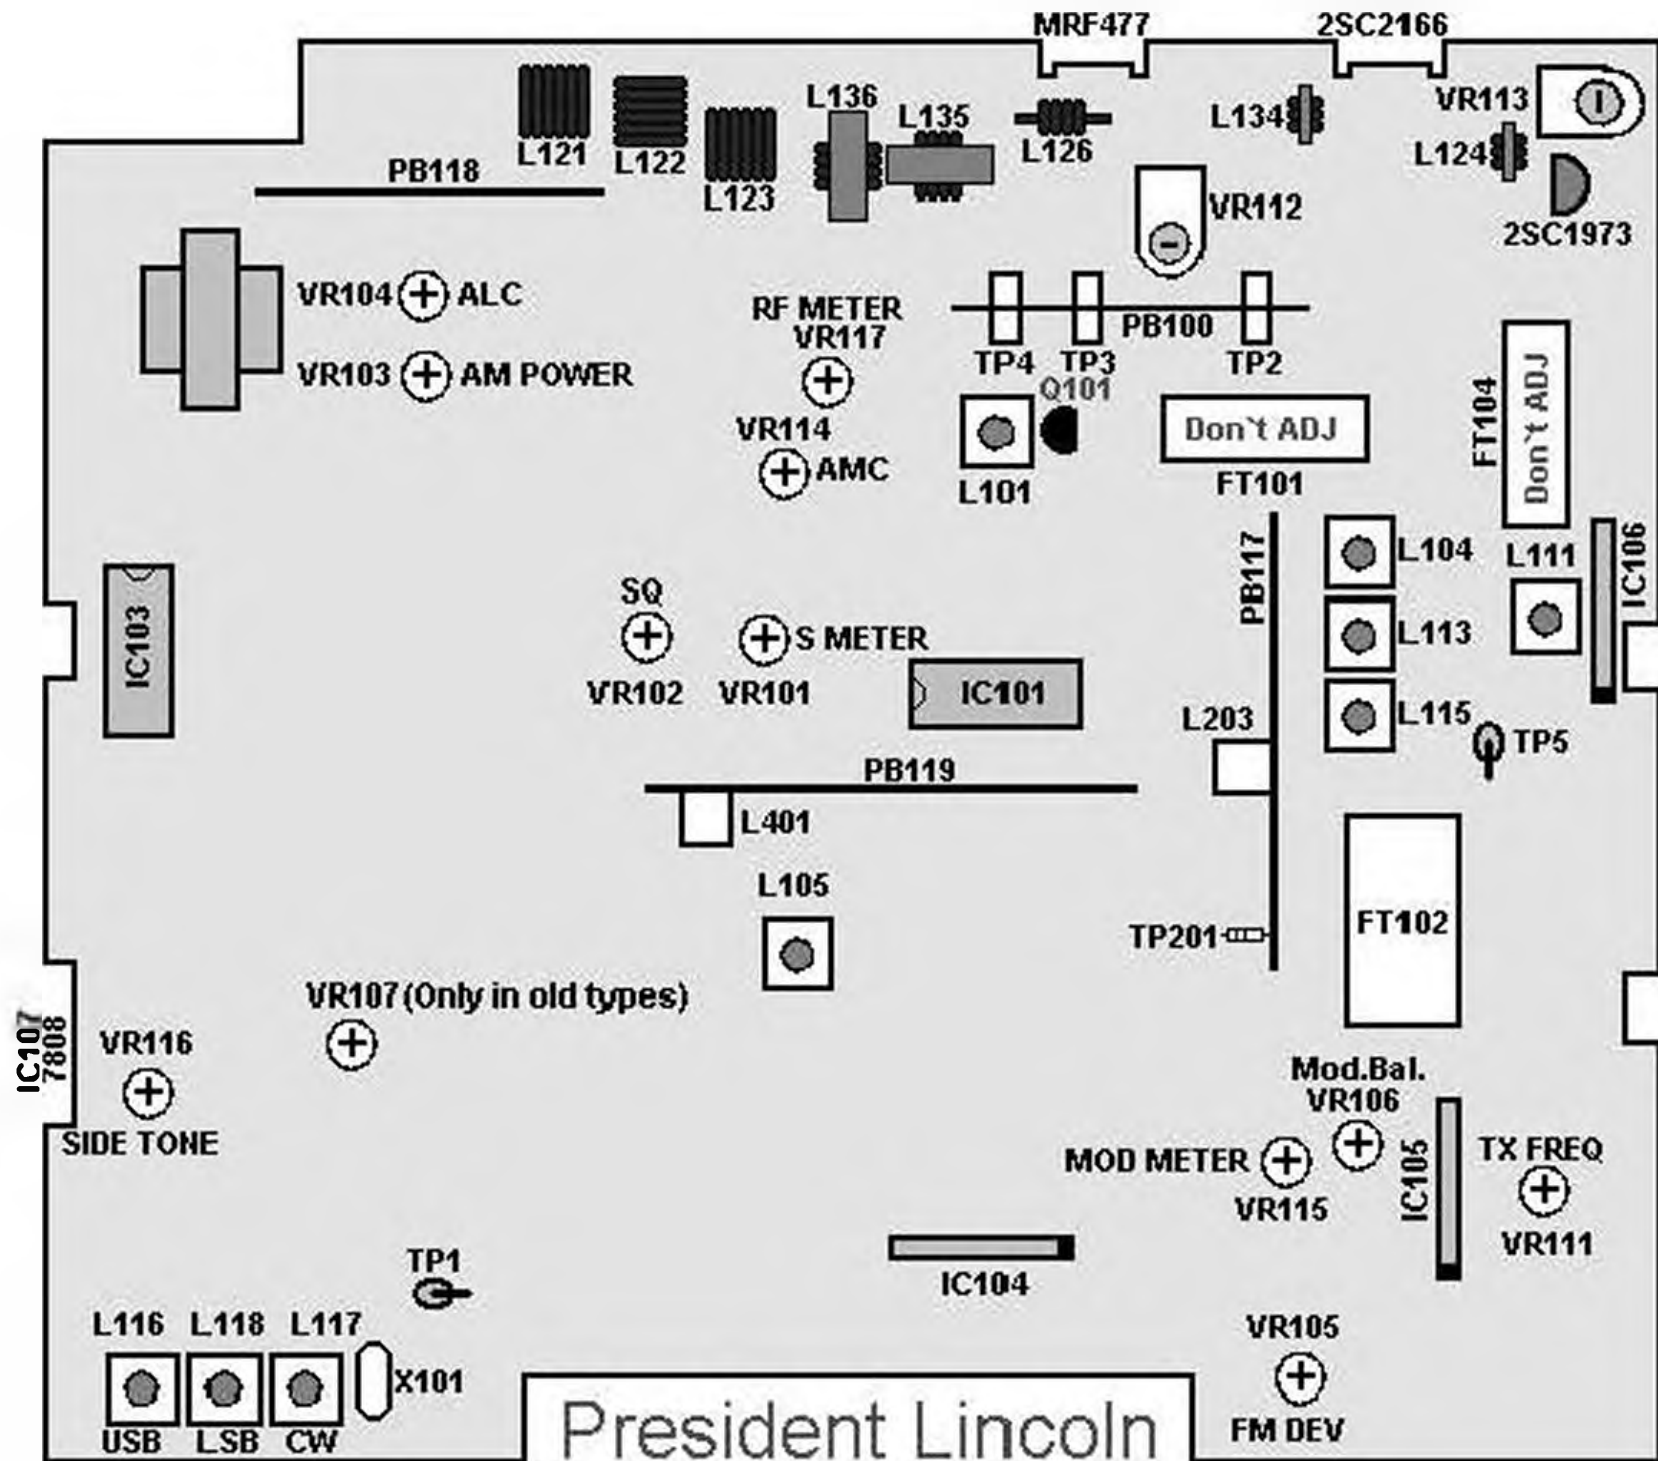 MRF477
2SC2166
L121
L122
L123
L136
L135
L126
L134
VR113
L124
2SC1973
PB118
VR112
VR104 ALC
VR103 AM POWER
RF METER
VR117
VR114
AMC
PB100
TP4
TP3
TP2
Q101
L101
Don`t ADJ
FT101
FT104
Don`t ADJ
PB117
L104
L113
L115
L111
IC106
TP5
IC103
SQ
VR102
S METER
VR101
IC101
L203
PB119
L401
L105
TP201
FT102
VR107 (Only in old types)
IC107
7808
VR116
SIDE TONE
Mod.Bal.
VR106
MOD METER
VR115
IC105
TX FREQ
VR111
TP1
IC104
L116
L118
L117
X101
USB
LSB
CW
VR105
FM DEV
President Lincoln